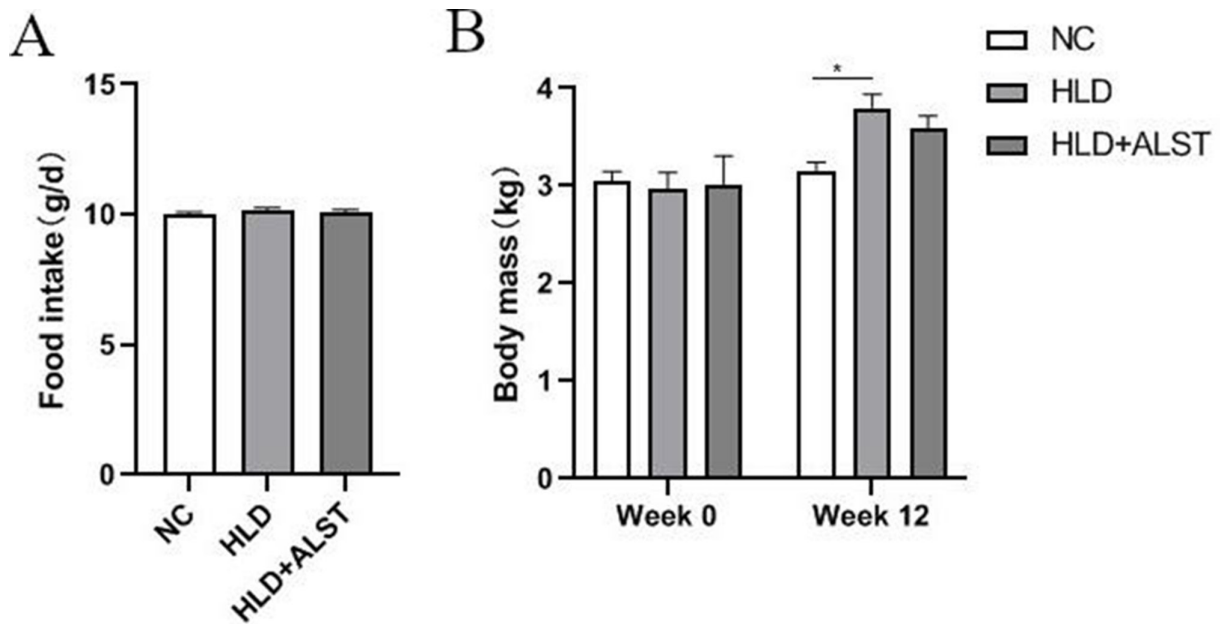 A
Food intake(g/d)
15
10
5
0
NC
HLD
HLD+ALST
B
Body mass(kg)
4
3
2
1
0
*
Week 0
Week 12
NC
HLD
HLD+ALST